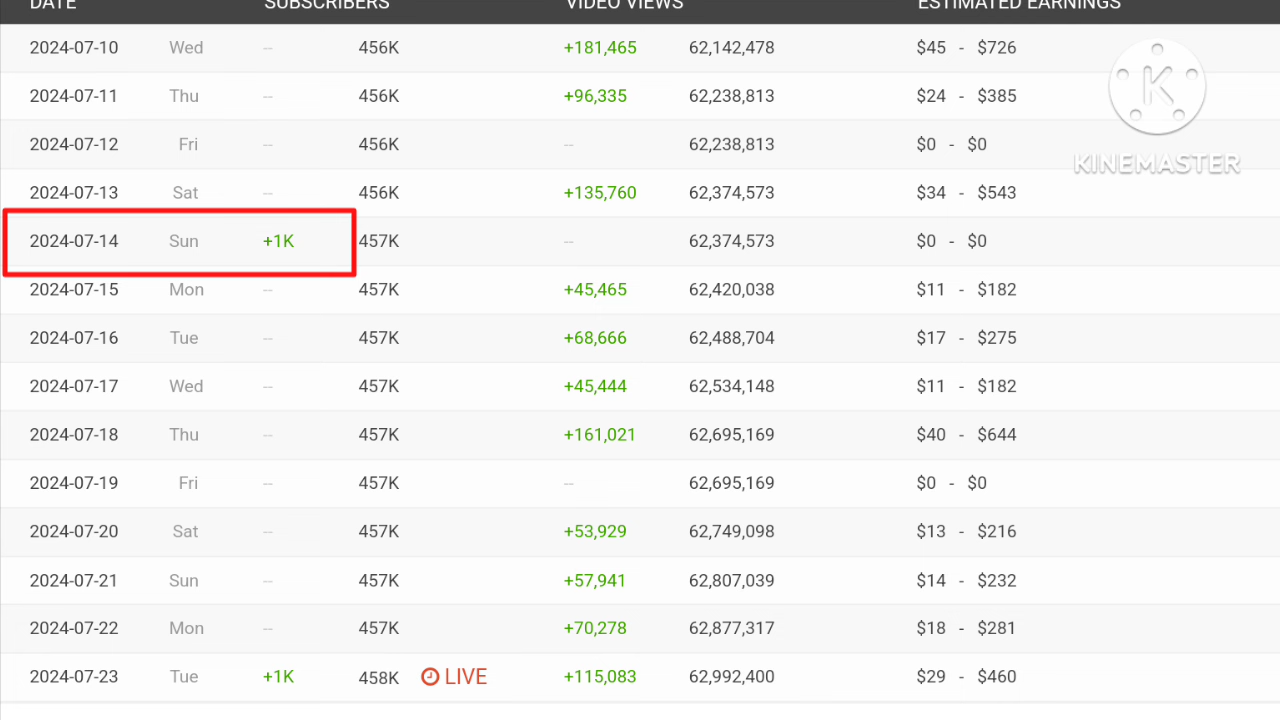 DATE SUBSCRIBERS VIDEO VIEWS ESTIMATED EARNINGS
2024-07-10 Wed -- 456K +181,465 62,142,478 $45 - $726
2024-07-11 Thu -- 456K +96,335 62,238,813 $24 - $385
2024-07-12 Fri -- 456K -- 62,238,813 $0 - $0
KINEMASTER
2024-07-13 Sat -- 456K +135,760 62,374,573 $34 - $543
2024-07-14 Sun +1K 457K -- 62,374,573 $0 - $0
2024-07-15 Mon -- 457K +45,465 62,420,038 $11 - $182
2024-07-16 Tue -- 457K +68,666 62,488,704 $17 - $275
2024-07-17 Wed -- 457K +45,444 62,534,148 $11 - $182
2024-07-18 Thu -- 457K +161,021 62,695,169 $40 - $644
2024-07-19 Fri -- 457K -- 62,695,169 $0 - $0
2024-07-20 Sat -- 457K +53,929 62,749,098 $13 - $216
2024-07-21 Sun -- 457K +57,941 62,807,039 $14 - $232
2024-07-22 Mon -- 457K +70,278 62,877,317 $18 - $281
2024-07-23 Tue +1K 458K LIVE +115,083 62,992,400 $29 - $460